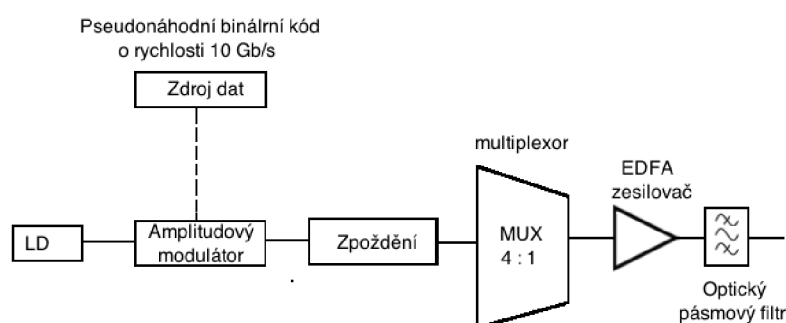 Pseudonáhodní binálrní kód
o rychlosti 10 Gb/s
Zdroj dat
multiplexor
EDFA
zesilovač
LD
Amplitudový
modulátor
Zpoždění
MUX
4 : 1
Optický
pásmový filtr